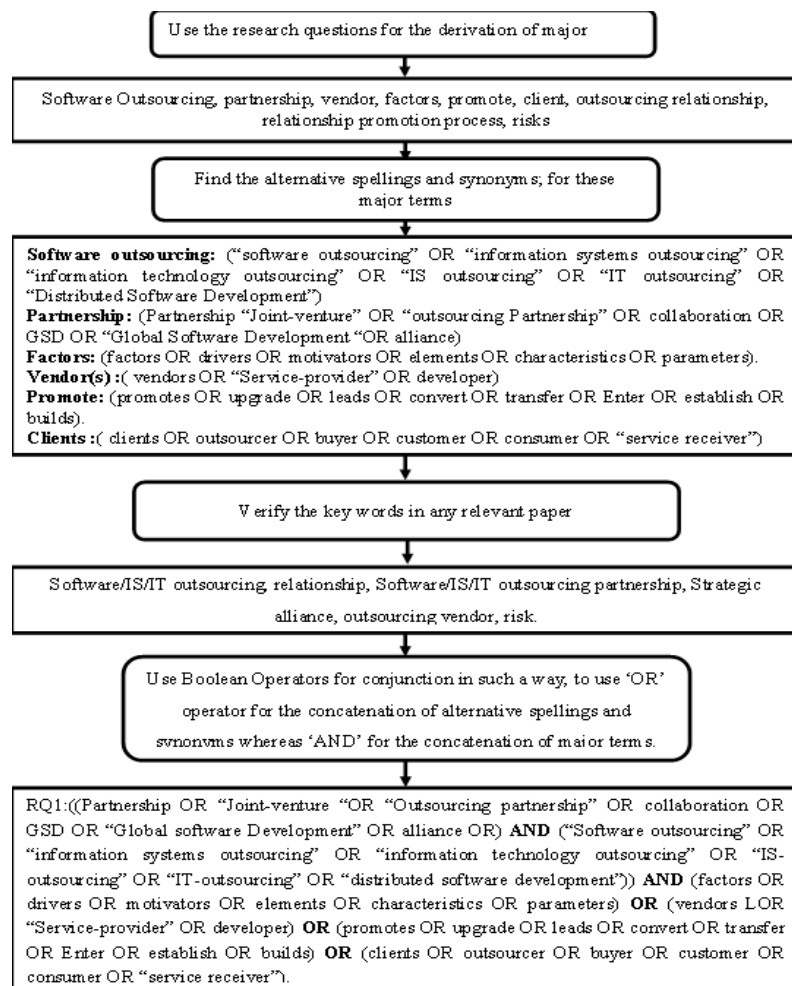 Use the research questions for the derivation of major
Software Outsourcing, partnership, vendor, factors, promote, client, outsourcing relationship,
relationship promotion process, risks
Find the alternative spellings and synonyms; for these
major terms
Software outsourcing: (“software outsourcing” OR “information systems outsourcing” OR
“information technology outsourcing” OR “IS outsourcing” OR “IT outsourcing” OR
“Distributed Software Development”)
Partnership: (Partnership “Joint-venture” OR “outsourcing Partnership” OR collaboration OR
GSD OR “Global Software Development “OR alliance)
Factors: (factors OR drivers OR motivators OR elements OR characteristics OR parameters).
Vendor(s) :( vendors OR “Service-provider” OR developer)
Promote: (promotes OR upgrade OR leads OR convert OR transfer OR Enter OR establish OR
builds).
Clients :( clients OR outsourcer OR buyer OR customer OR consumer OR “service receiver”)
Verify the key words in any relevant paper
Software/IS/IT outsourcing, relationship, Software/IS/IT outsourcing partnership, Strategic
alliance, outsourcing vendor, risk.
Use Boolean Operators for conjunction in such a way, to use ‘OR’
operator for the concatenation of alternative spellings and
synonyms whereas ‘AND’ for the concatenation of major terms.
RQ1:((Partnership OR “Joint-venture “OR “Outsourcing partnership” OR collaboration OR
GSD OR “Global software Development” OR alliance OR) AND (“Software outsourcing” OR
“information systems outsourcing” OR “information technology outsourcing” OR “IS-
outsourcing” OR “IT-outsourcing” OR “distributed software development”)) AND (factors OR
drivers OR motivators OR elements OR characteristics OR parameters) OR (vendors LOR
“Service-provider” OR developer) OR (promotes OR upgrade OR leads OR convert OR transfer
OR Enter OR establish OR builds) OR (clients OR outsourcer OR buyer OR customer OR
consumer OR “service receiver”).